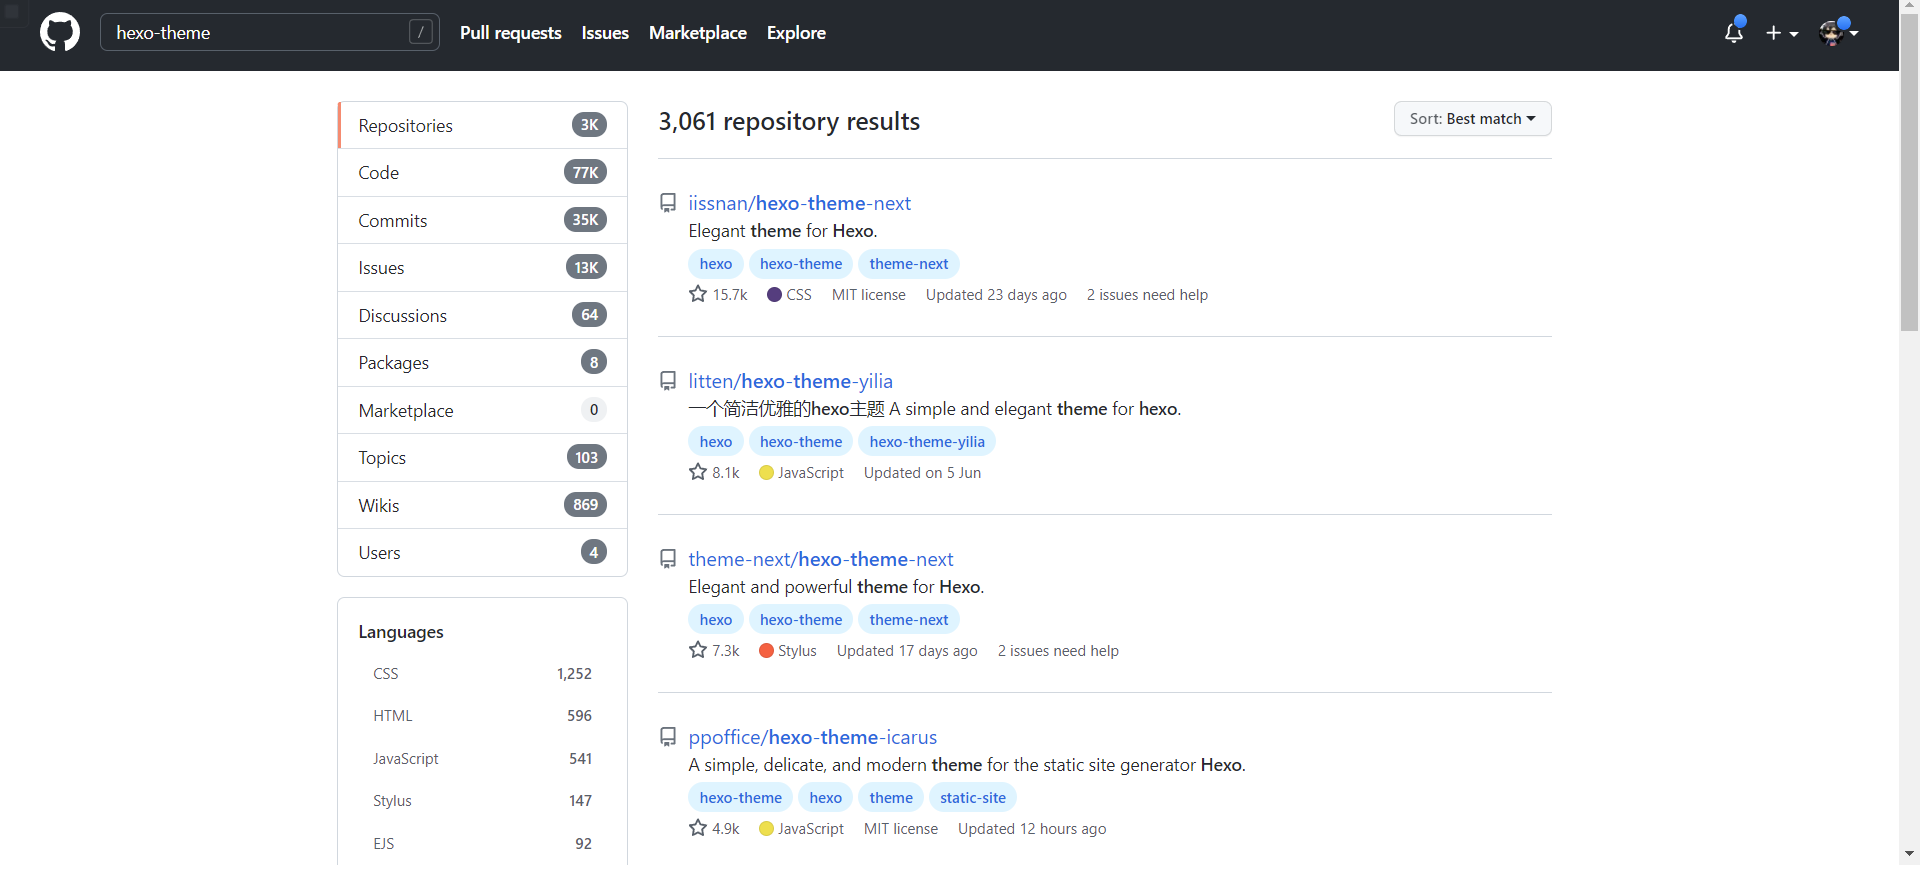 hexo-theme / Pull requests Issues Marketplace Explore
Repositories 3K
Code 77K
Commits 35K
Issues 13K
Discussions 64
Packages 8
Marketplace 0
Topics 103
Wikis 869
Users 4
Languages
CSS 1,252
HTML 596
JavaScript 541
Stylus 147
EJS 92
3,061 repository results
Sort: Best match
iissnan/hexo-theme-next
Elegant theme for Hexo.
hexo hexo-theme theme-next
15.7k CSS MIT license Updated 23 days ago 2 issues need help
litten/hexo-theme-yilia
一个简洁优雅的hexo主题 A simple and elegant theme for hexo.
hexo hexo-theme hexo-theme-yilia
8.1k JavaScript Updated on 5 Jun
theme-next/hexo-theme-next
Elegant and powerful theme for Hexo.
hexo hexo-theme theme-next
7.3k Stylus Updated 17 days ago 2 issues need help
ppoffice/hexo-theme-icarus
A simple, delicate, and modern theme for the static site generator Hexo.
hexo-theme hexo theme static-site
4.9k JavaScript MIT license Updated 12 hours ago